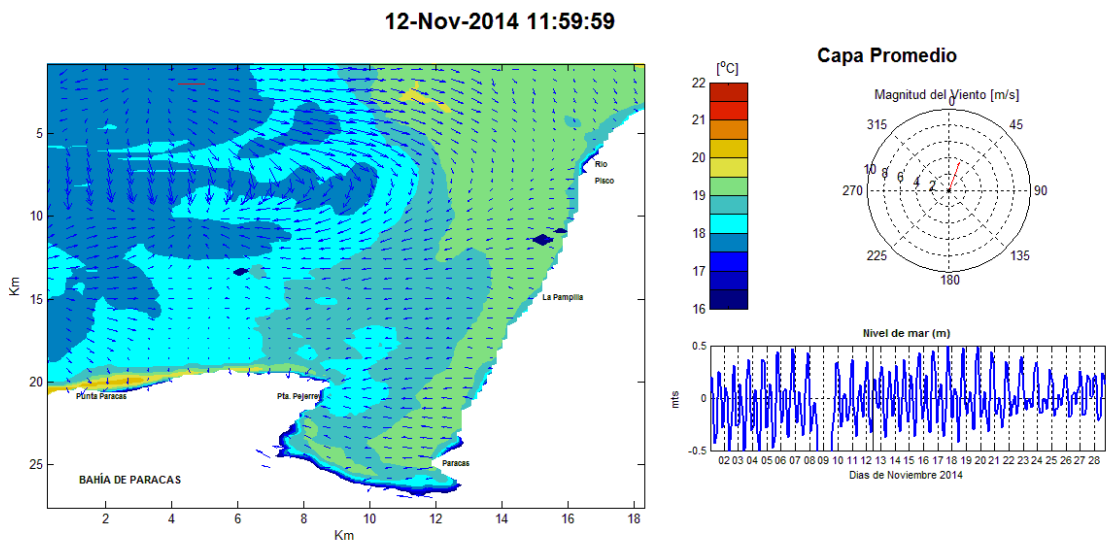 12-Nov-2014 11:59:59
Capa Promedio
[°C]
22
21
20
19
18
17
16
Magnitud del Viento [m/s]
0
45
90
135
180
225
270
315
10 8 6 4 2
5
10
15
20
25
Km
Rio
Pisco
La Pampilla
Punta Paracas
Pta. Pejerrey
Paracas
BAHÍA DE PARACAS
2 4 6 8 10 12 14 16 18
Km
Nivel de mar (m)
0.5
0
-0.5
mts
02 03 04 05 06 07 08 09 10 11 12 13 14 15 16 17 18 19 20 21 22 23 24 25 26 27 28
Dias de Noviembre 2014